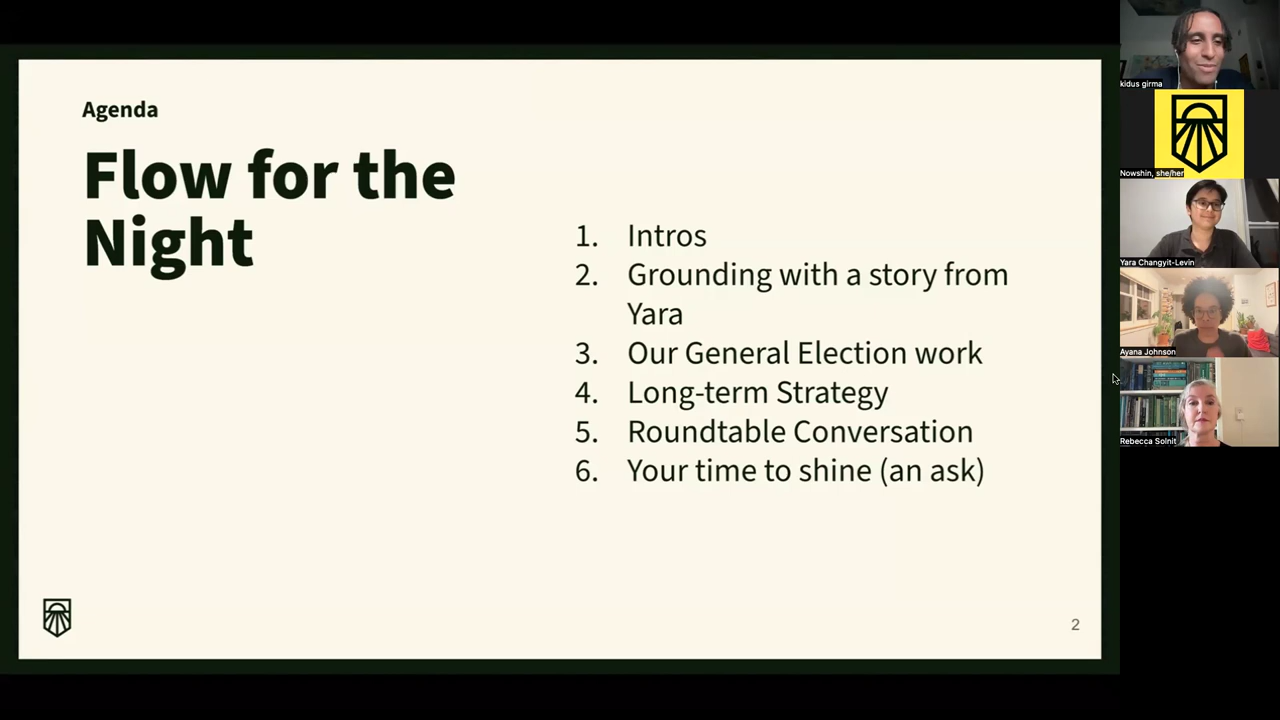 Agenda
Flow for the
Night
1. Intros
2. Grounding with a story from
Yara
3. Our General Election work
4. Long-term Strategy
5. Roundtable Conversation
6. Your time to shine (an ask)
2
kidus girma
Nowshin, she/her
Yara Changyit-Levin
Ayana Johnson
Rebecca Solnit